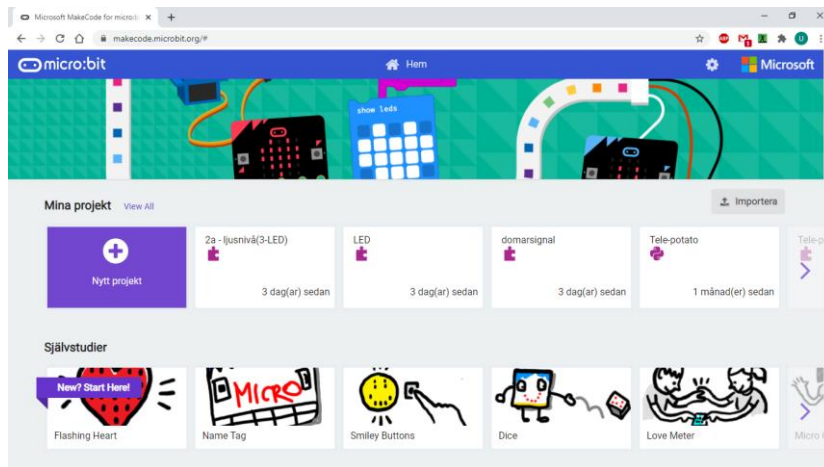 Microsoft MakeCode for micro:b
makecode.microbit.org/#
micro:bit
Hem
Microsoft
show leds
Mina projekt View All
Importera
Nytt projekt
2a - ljusnivå(3-LED)
3 dag(ar) sedan
LED
3 dag(ar) sedan
domarsignal
3 dag(ar) sedan
Tele-potato
1 månad(er) sedan
Tele-p
Självstudier
New? Start Here!
Flashing Heart
MICRO
Name Tag
Smiley Buttons
Dice
Love Meter
Micro